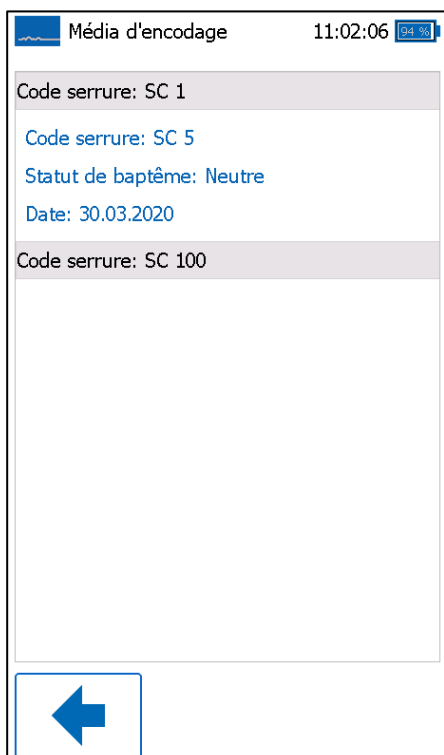 Média d'encodage 11:02:06 94 %
Code serrure: SC 1
Code serrure: SC 5
Statut de baptême: Neutre
Date: 30.03.2020
Code serrure: SC 100